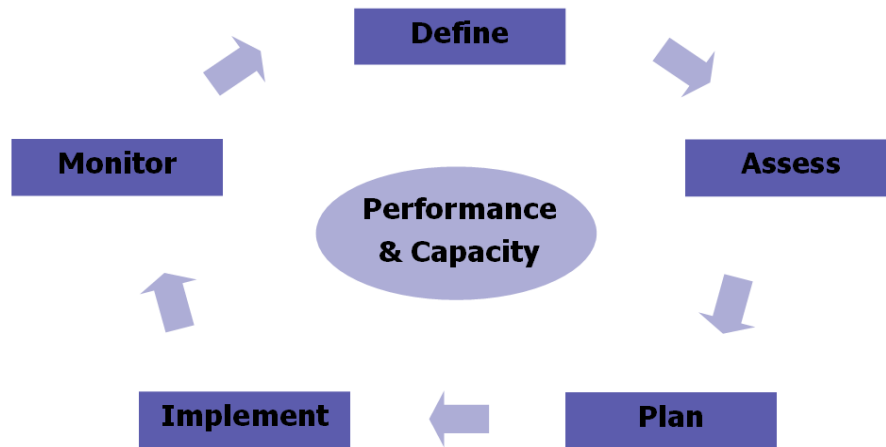 Define
Monitor
Assess
Performance
& Capacity
Implement
Plan